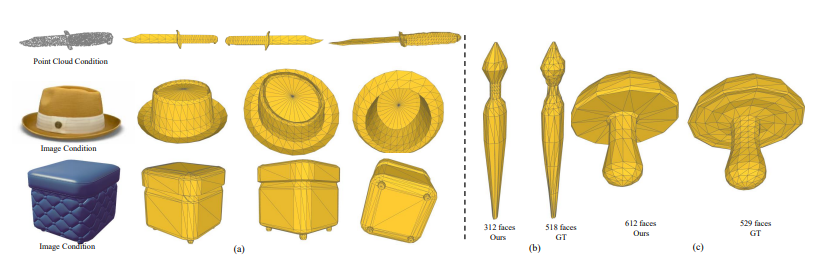 Point Cloud Condition
Image Condition
Image Condition
(a)
312 faces
Ours
518 faces
GT
(b)
612 faces
Ours
529 faces
GT
(c)